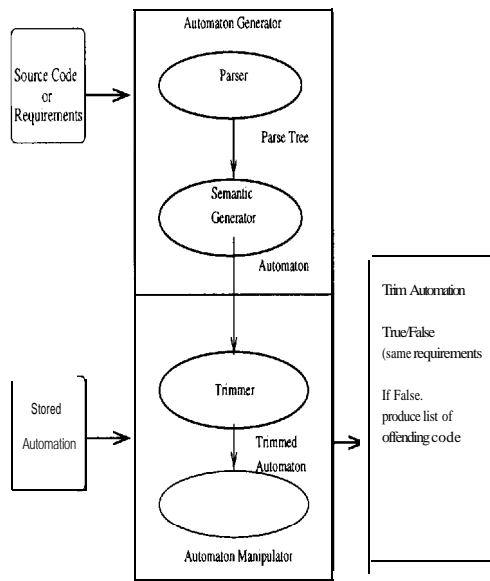 Automaton Generator
Source Code
or
Requirements
Parser
Parse Tree
Semantic
Generator
Automaton
Stored
Automation
Trimmer
Trimmed
Automaton
Automaton Manipulator
Trim Automation
True/False
(same requirements
If False.
produce list of
offending code